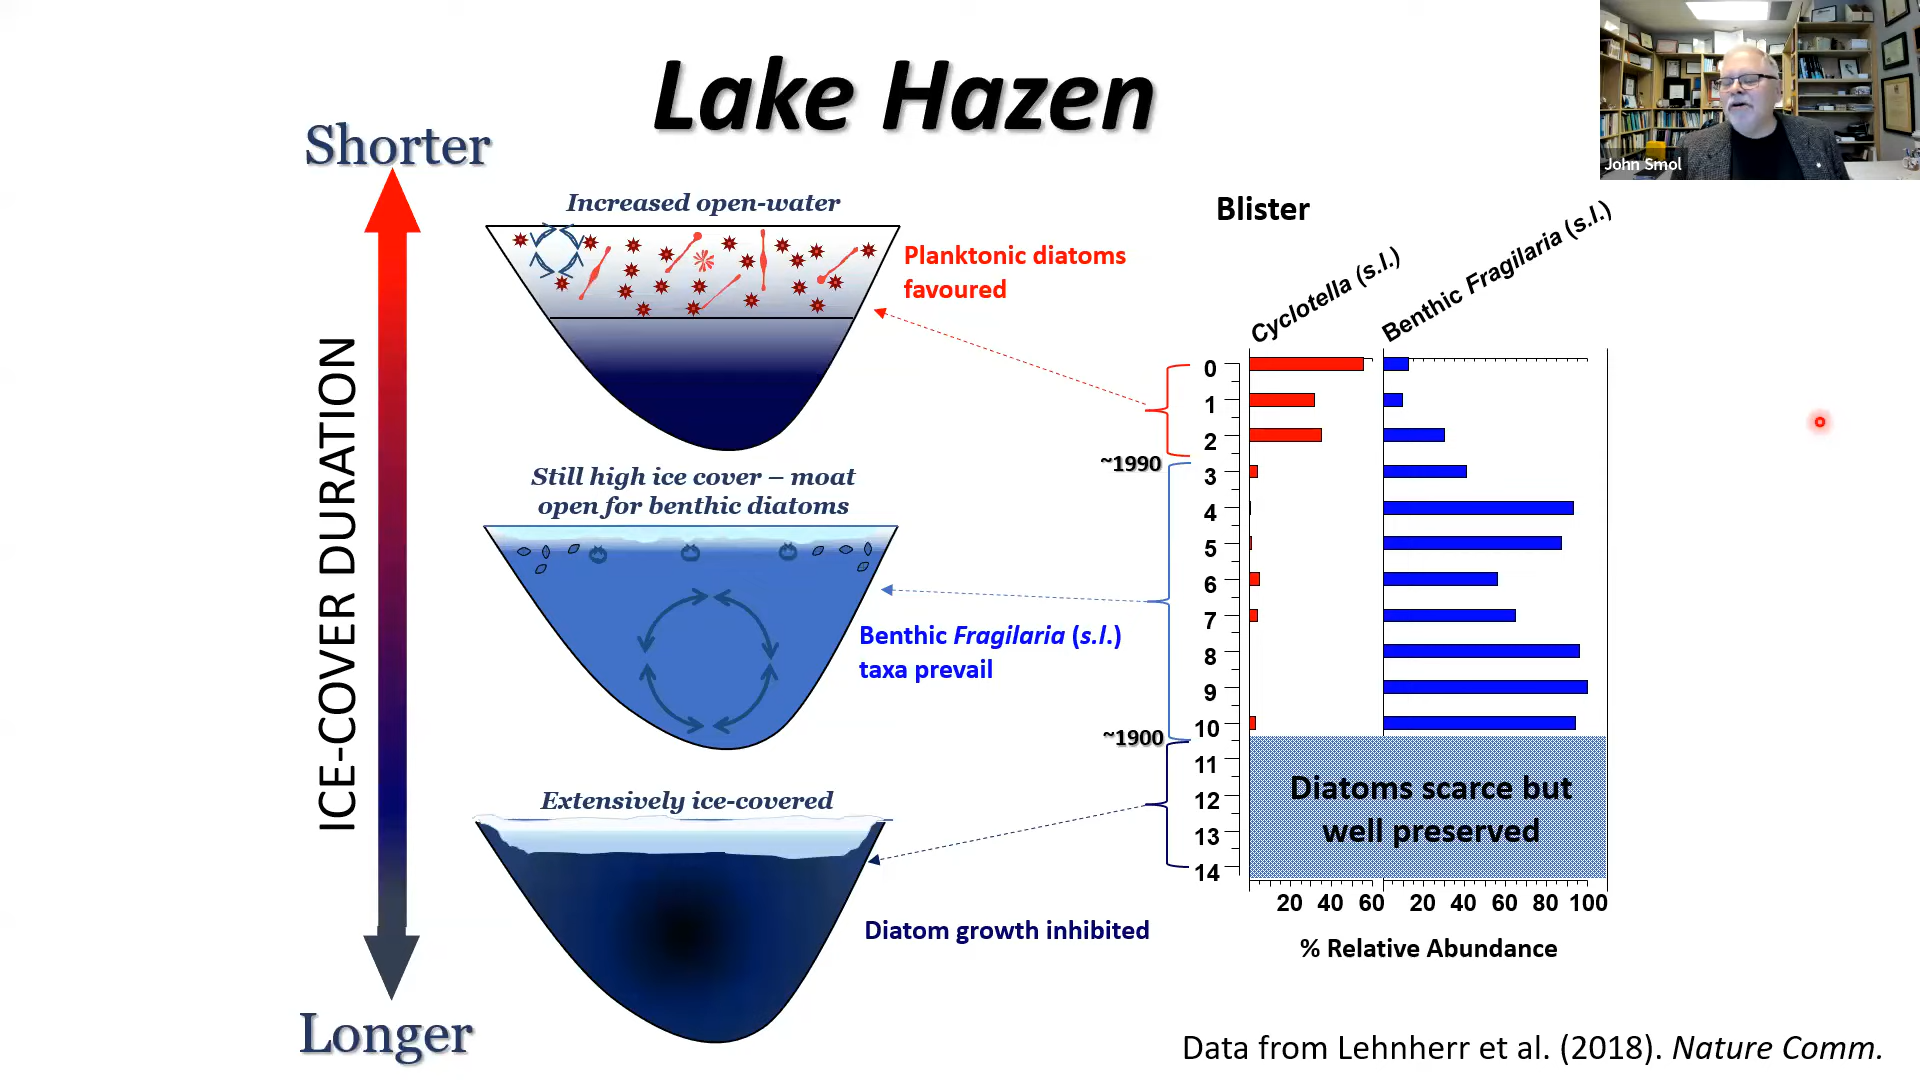 Lake Hazen
John Smol
Shorter
ICE-COVER DURATION
Longer
Increased open-water
Planktonic diatoms
favoured
Still high ice cover – moat
open for benthic diatoms
Benthic Fragilaria (s.l.)
taxa prevail
Extensively ice-covered
Diatom growth inhibited
Blister
Cyclotella (s.l.)
Benthic Fragilaria (s.l.)
0
1
2
~1990
3
4
5
6
7
8
9
10
~1900
11
12
13
14
Diatoms scarce but
well preserved
20 40 60 20 40 60 80 100
% Relative Abundance
Data from Lehnherr et al. (2018). Nature Comm.